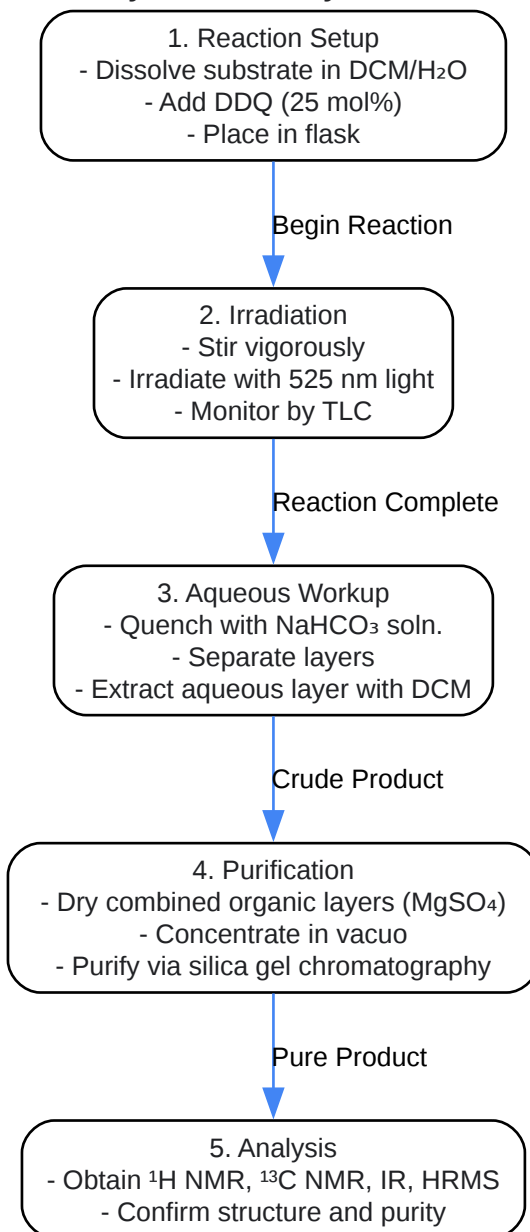 1. Reaction Setup
- Dissolve substrate in DCM/H₂O
- Add DDQ (25 mol%)
- Place in flask
Begin Reaction
2. Irradiation
- Stir vigorously
- Irradiate with 525 nm light
- Monitor by TLC
Reaction Complete
3. Aqueous Workup
- Quench with NaHCO₃ soln.
- Separate layers
- Extract aqueous layer with DCM
Crude Product
4. Purification
- Dry combined organic layers (MgSO₄)
- Concentrate in vacuo
- Purify via silica gel chromatography
Pure Product
5. Analysis
- Obtain ¹H NMR, ¹³C NMR, IR, HRMS
- Confirm structure and purity